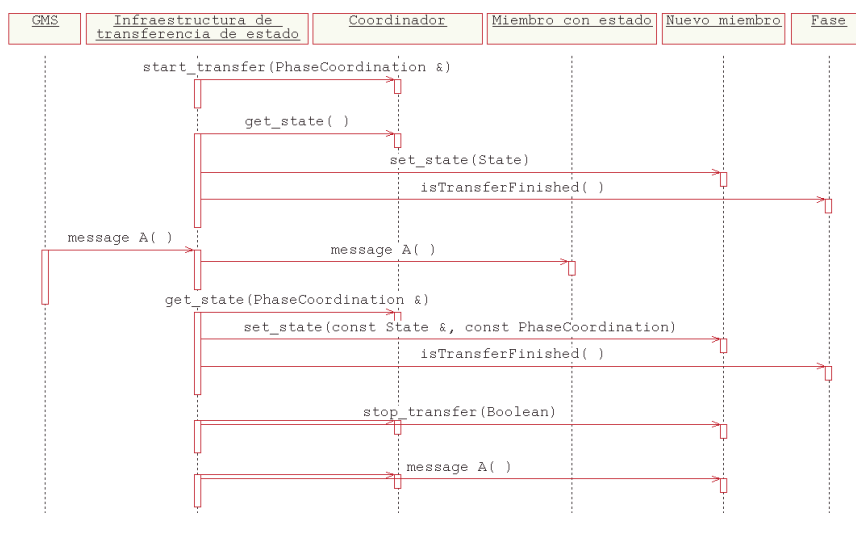 GMS
Infraestructura de
transferencia de estado
Coordinador
Miembro con estado
Nuevo miembro
Fase
start_transfer(PhaseCoordination &)
get_state( )
set_state(State)
isTransferFinished( )
message A( )
message A( )
get_state(PhaseCoordination &)
set_state(const State &, const PhaseCoordination)
isTransferFinished( )
stop_transfer(Boolean)
message A( )